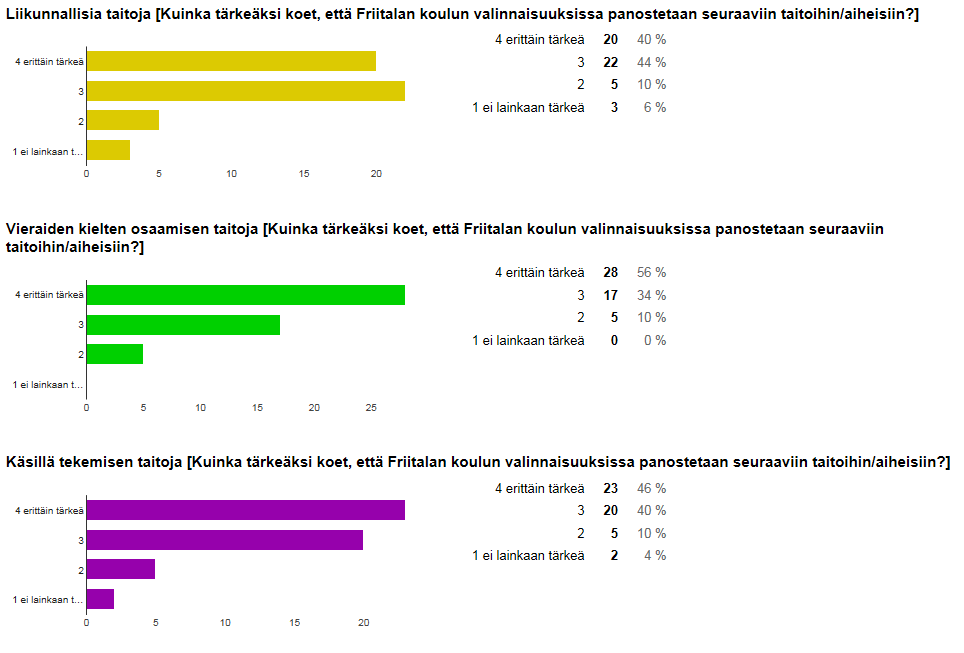 Liikunnallisia taitoja [Kuinka tärkeäksi koet, että Friitalan koulun valinnaisuuksissa panostetaan seuraaviin taitoihin/aiheisiin?]
4 erittäin tärkeä 20 40 %
3 22 44 %
2 5 10 %
1 ei lainkaan tärkeä 3 6 %
4 erittäin tärkeä
3
2
1 ei lainkaan t...
0 5 10 15 20
Vieraiden kielten osaamisen taitoja [Kuinka tärkeäksi koet, että Friitalan koulun valinnaisuuksissa panostetaan seuraaviin
taitoihin/aiheisiin?]
4 erittäin tärkeä 28 56 %
3 17 34 %
2 5 10 %
1 ei lainkaan tärkeä 0 0 %
4 erittäin tärkeä
3
2
1 ei lainkaan t...
0 5 10 15 20 25
Käsillä tekemisen taitoja [Kuinka tärkeäksi koet, että Friitalan koulun valinnaisuuksissa panostetaan seuraaviin taitoihin/aiheisiin?]
4 erittäin tärkeä 23 46 %
3 20 40 %
2 5 10 %
1 ei lainkaan tärkeä 2 4 %
4 erittäin tärkeä
3
2
1 ei lainkaan t...
0 5 10 15 20